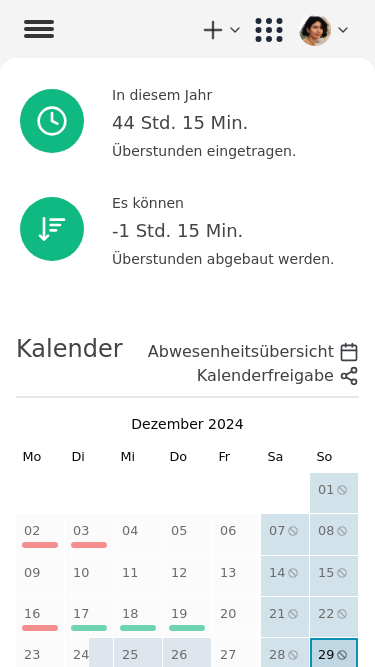 In diesem Jahr
44 Std. 15 Min.
Überstunden eingetragen.
Es können
-1 Std. 15 Min.
Überstunden abgebaut werden.
Kalender
Abwesenheitsübersicht
Kalenderfreigabe
Dezember 2024
Mo Di Mi Do Fr Sa So
01
02 03 04 05 06 07 08
09 10 11 12 13 14 15
16 17 18 19 20 21 22
23 24 25 26 27 28 29